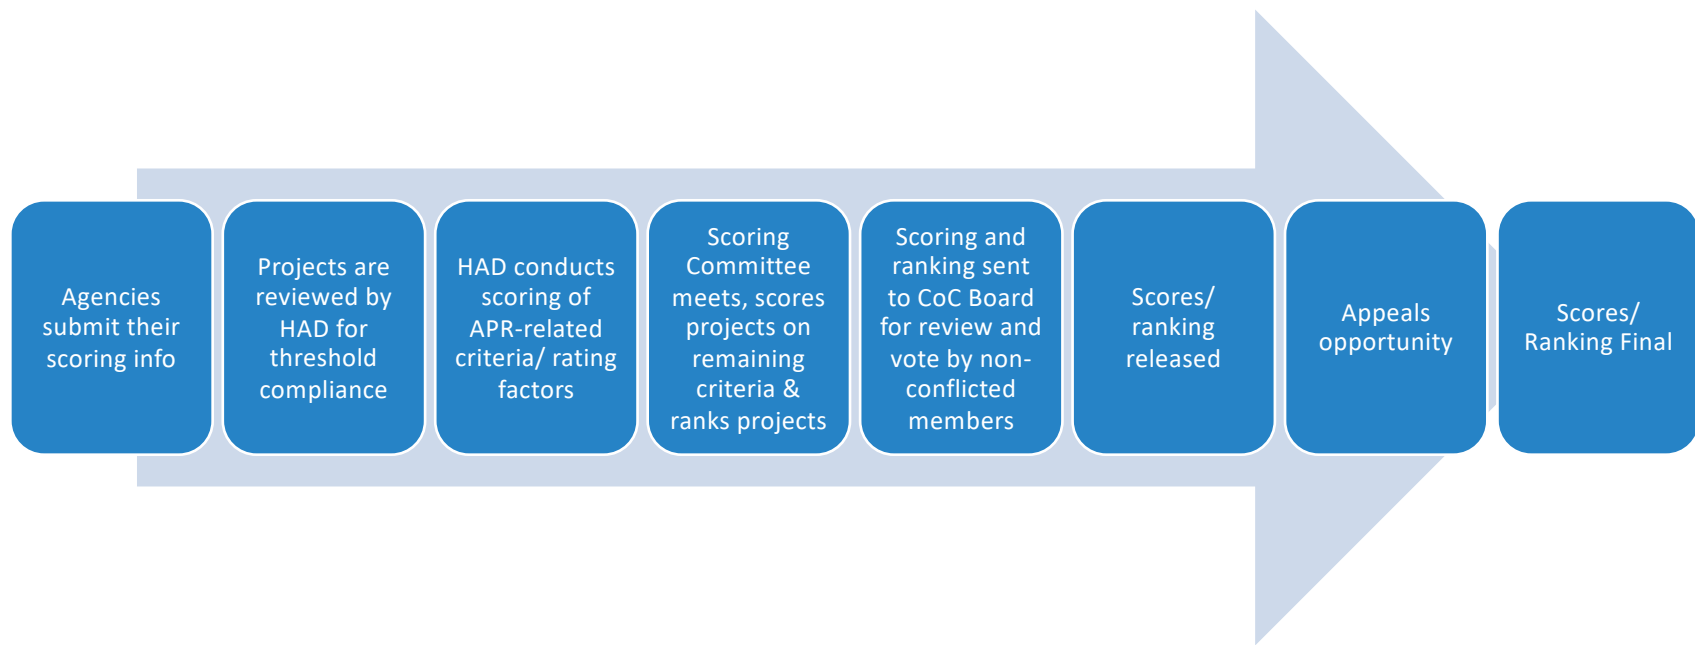 Agencies
submit their
scoring info
Projects are
reviewed by
HAD for
threshold
compliance
HAD conducts
scoring of
APR-related
criteria/ rating
factors
Scoring
Committee
meets, scores
projects on
remaining
criteria &
ranks projects
Scoring and
ranking sent
to CoC Board
for review and
vote by non-
conflicted
members
Scores/
ranking
released
Appeals
opportunity
Scores/
Ranking Final